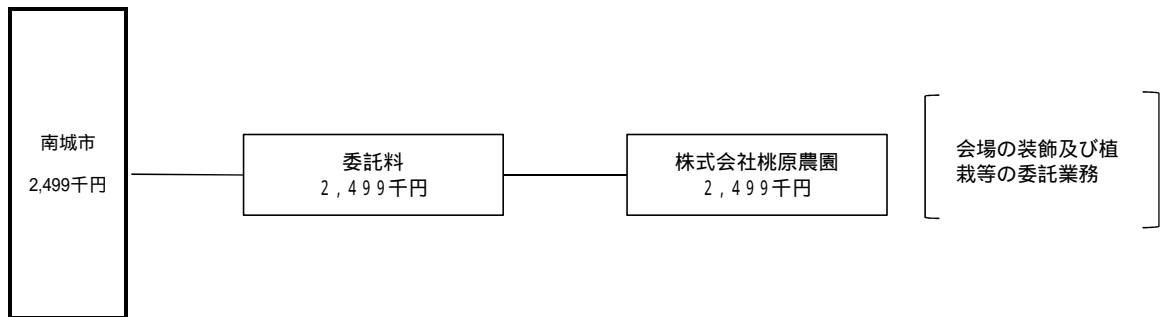 南城市
2,499千円
委託料
2,499千円
株式会社桃原農園
2,499千円
会場の装飾及び植
栽等の委託業務